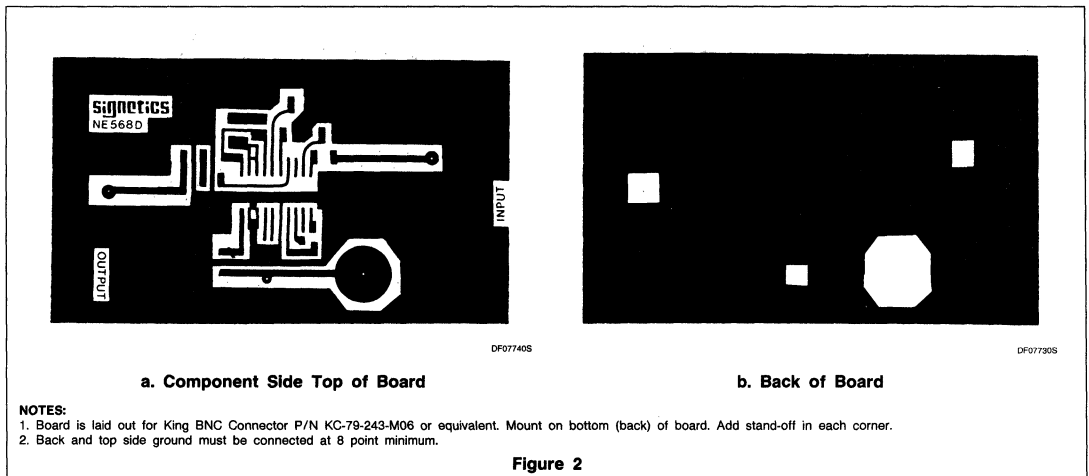 signetics
NE568D
INPUT
OUTPUT
DF07740S
DF07730S
a. Component Side Top of Board
b. Back of Board
NOTES:
1. Board is laid out for King BNC Connector P/N KC-79-243-M06 or equivalent. Mount on bottom (back) of board. Add stand-off in each corner.
2. Back and top side ground must be connected at 8 point minimum.
Figure 2